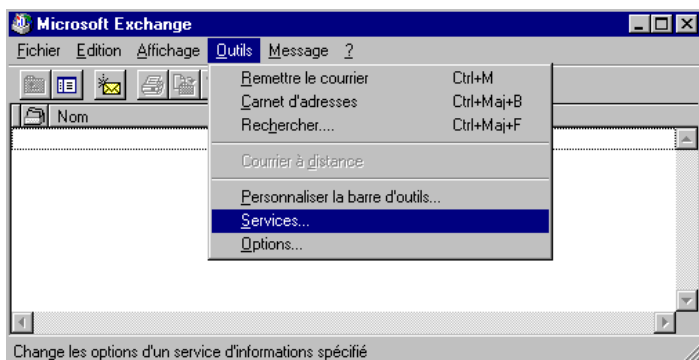 Microsoft Exchange
Fichier Edition Affichage Outils Message ?
Remettre le courrier Ctrl+M
Carnet d'adresses Ctrl+Maj+B
Rechercher.... Ctrl+Maj+F
Courrier à distance
Personnaliser la barre d'outils...
Services...
Options...
Nom
Change les options d'un service d'informations spécifié